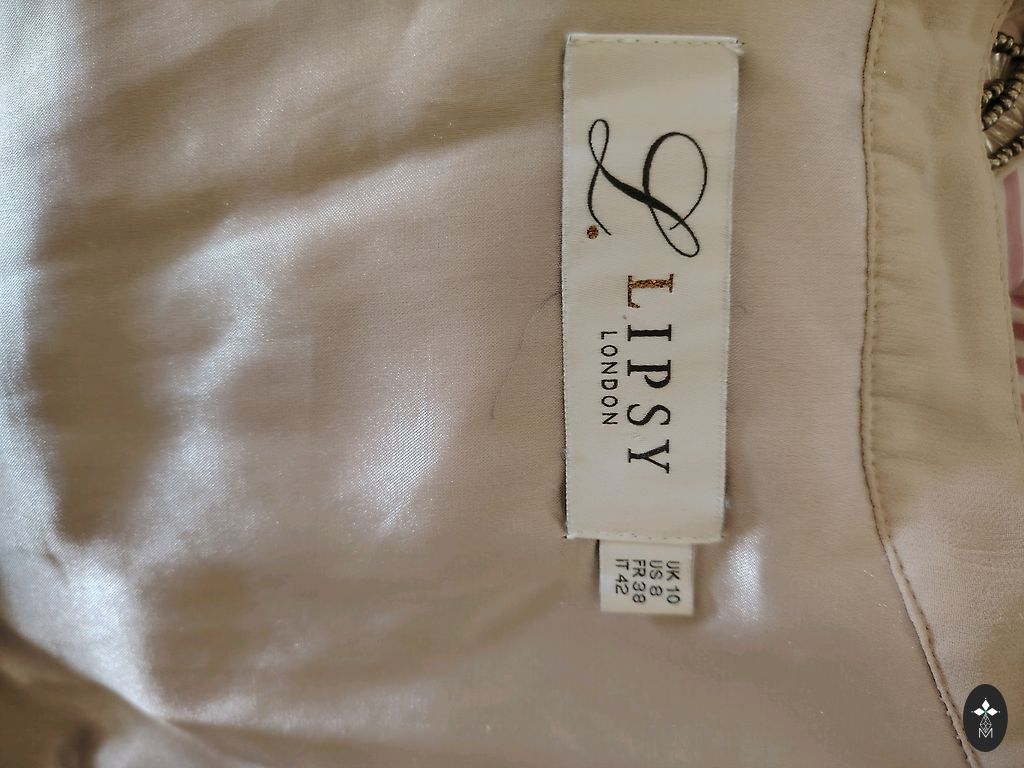 L.
LIPSY
LONDON
UK 10
US 8
FR 38
IT 42
M